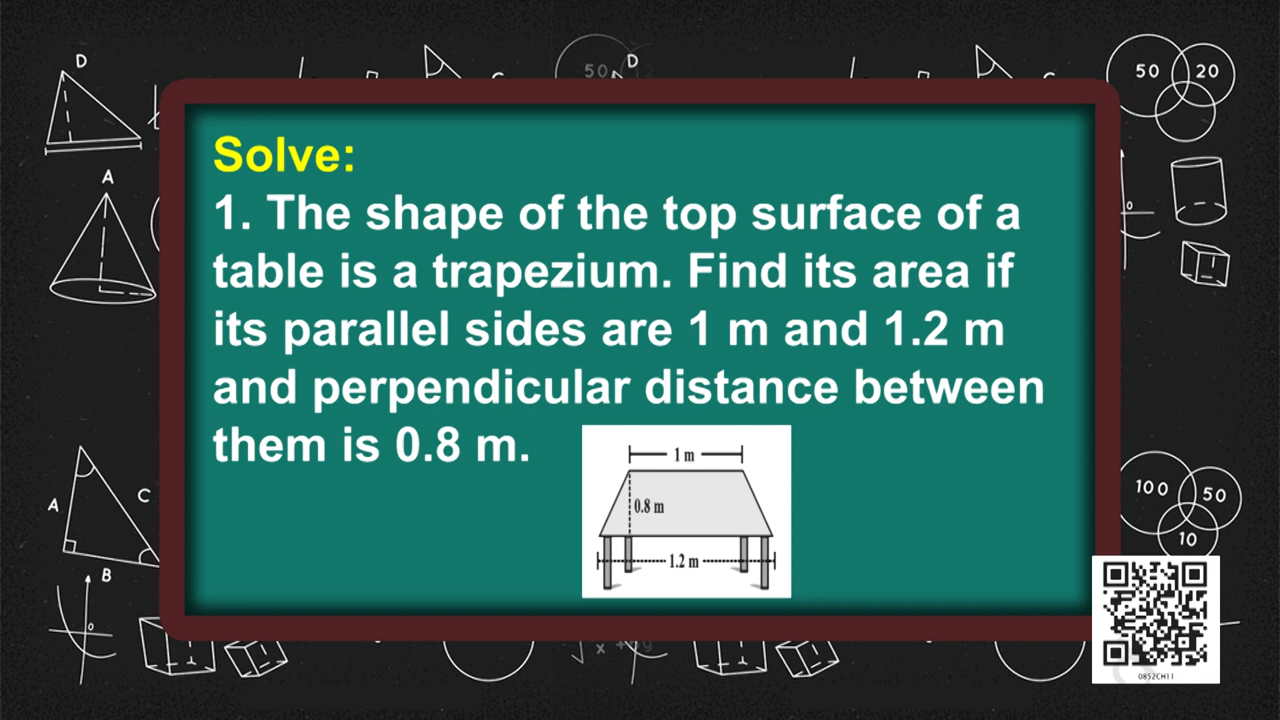 D
50
D
50
20
A
Solve:
1. The shape of the top surface of a
table is a trapezium. Find its area if
its parallel sides are 1 m and 1.2 m
and perpendicular distance between
them is 0.8 m.
1 m
0.8 m
1.2 m
A
C
B
100
50
10
0852CH11